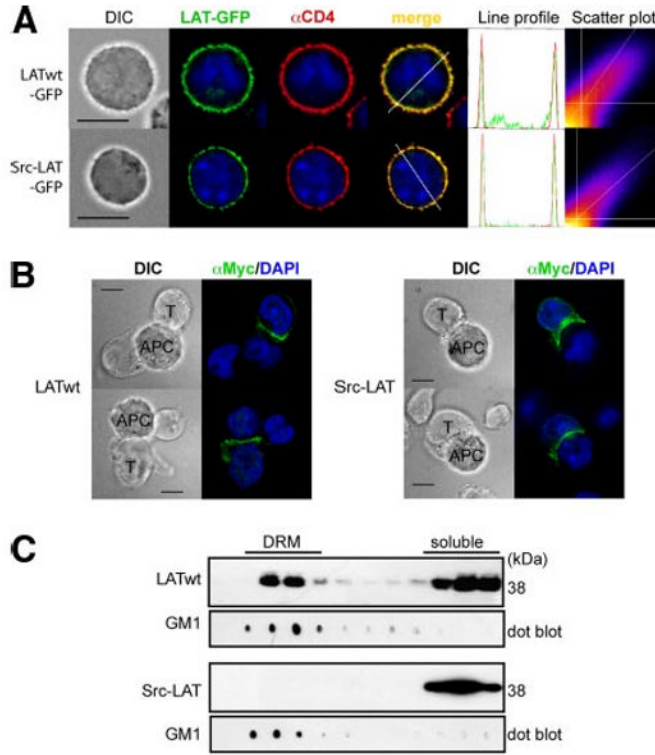 A
DIC LAT-GFP αCD4 merge Line profile Scatter plot
LATwt
-GFP
Src-LAT
-GFP
B
DIC αMyc/DAPI DIC αMyc/DAPI
T
APC
T
APC
LATwt
Src-LAT
APC
T
T
APC
C
DRM soluble (kDa)
LATwt 38
GM1 dot blot
Src-LAT 38
GM1 dot blot